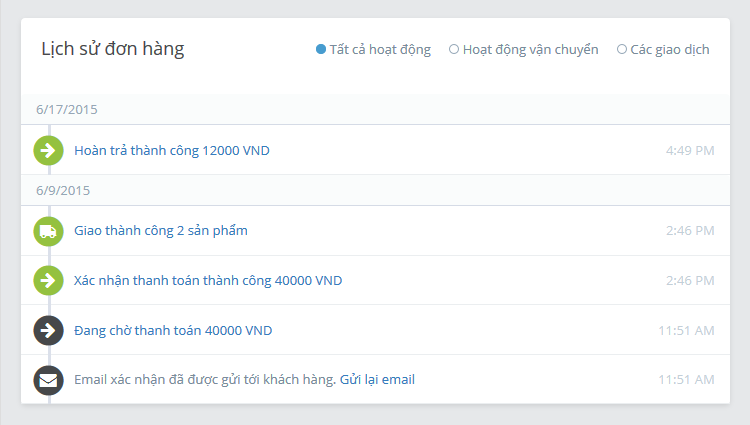 Lịch sử đơn hàng
Tất cả hoạt động Hoạt động vận chuyển Các giao dịch
6/17/2015
Hoàn trả thành công 12000 VND 4:49 PM
6/9/2015
Giao thành công 2 sản phẩm 2:46 PM
Xác nhận thanh toán thành công 40000 VND 2:46 PM
Đang chờ thanh toán 40000 VND 11:51 AM
Email xác nhận đã được gửi tới khách hàng. Gửi lại email 11:51 AM